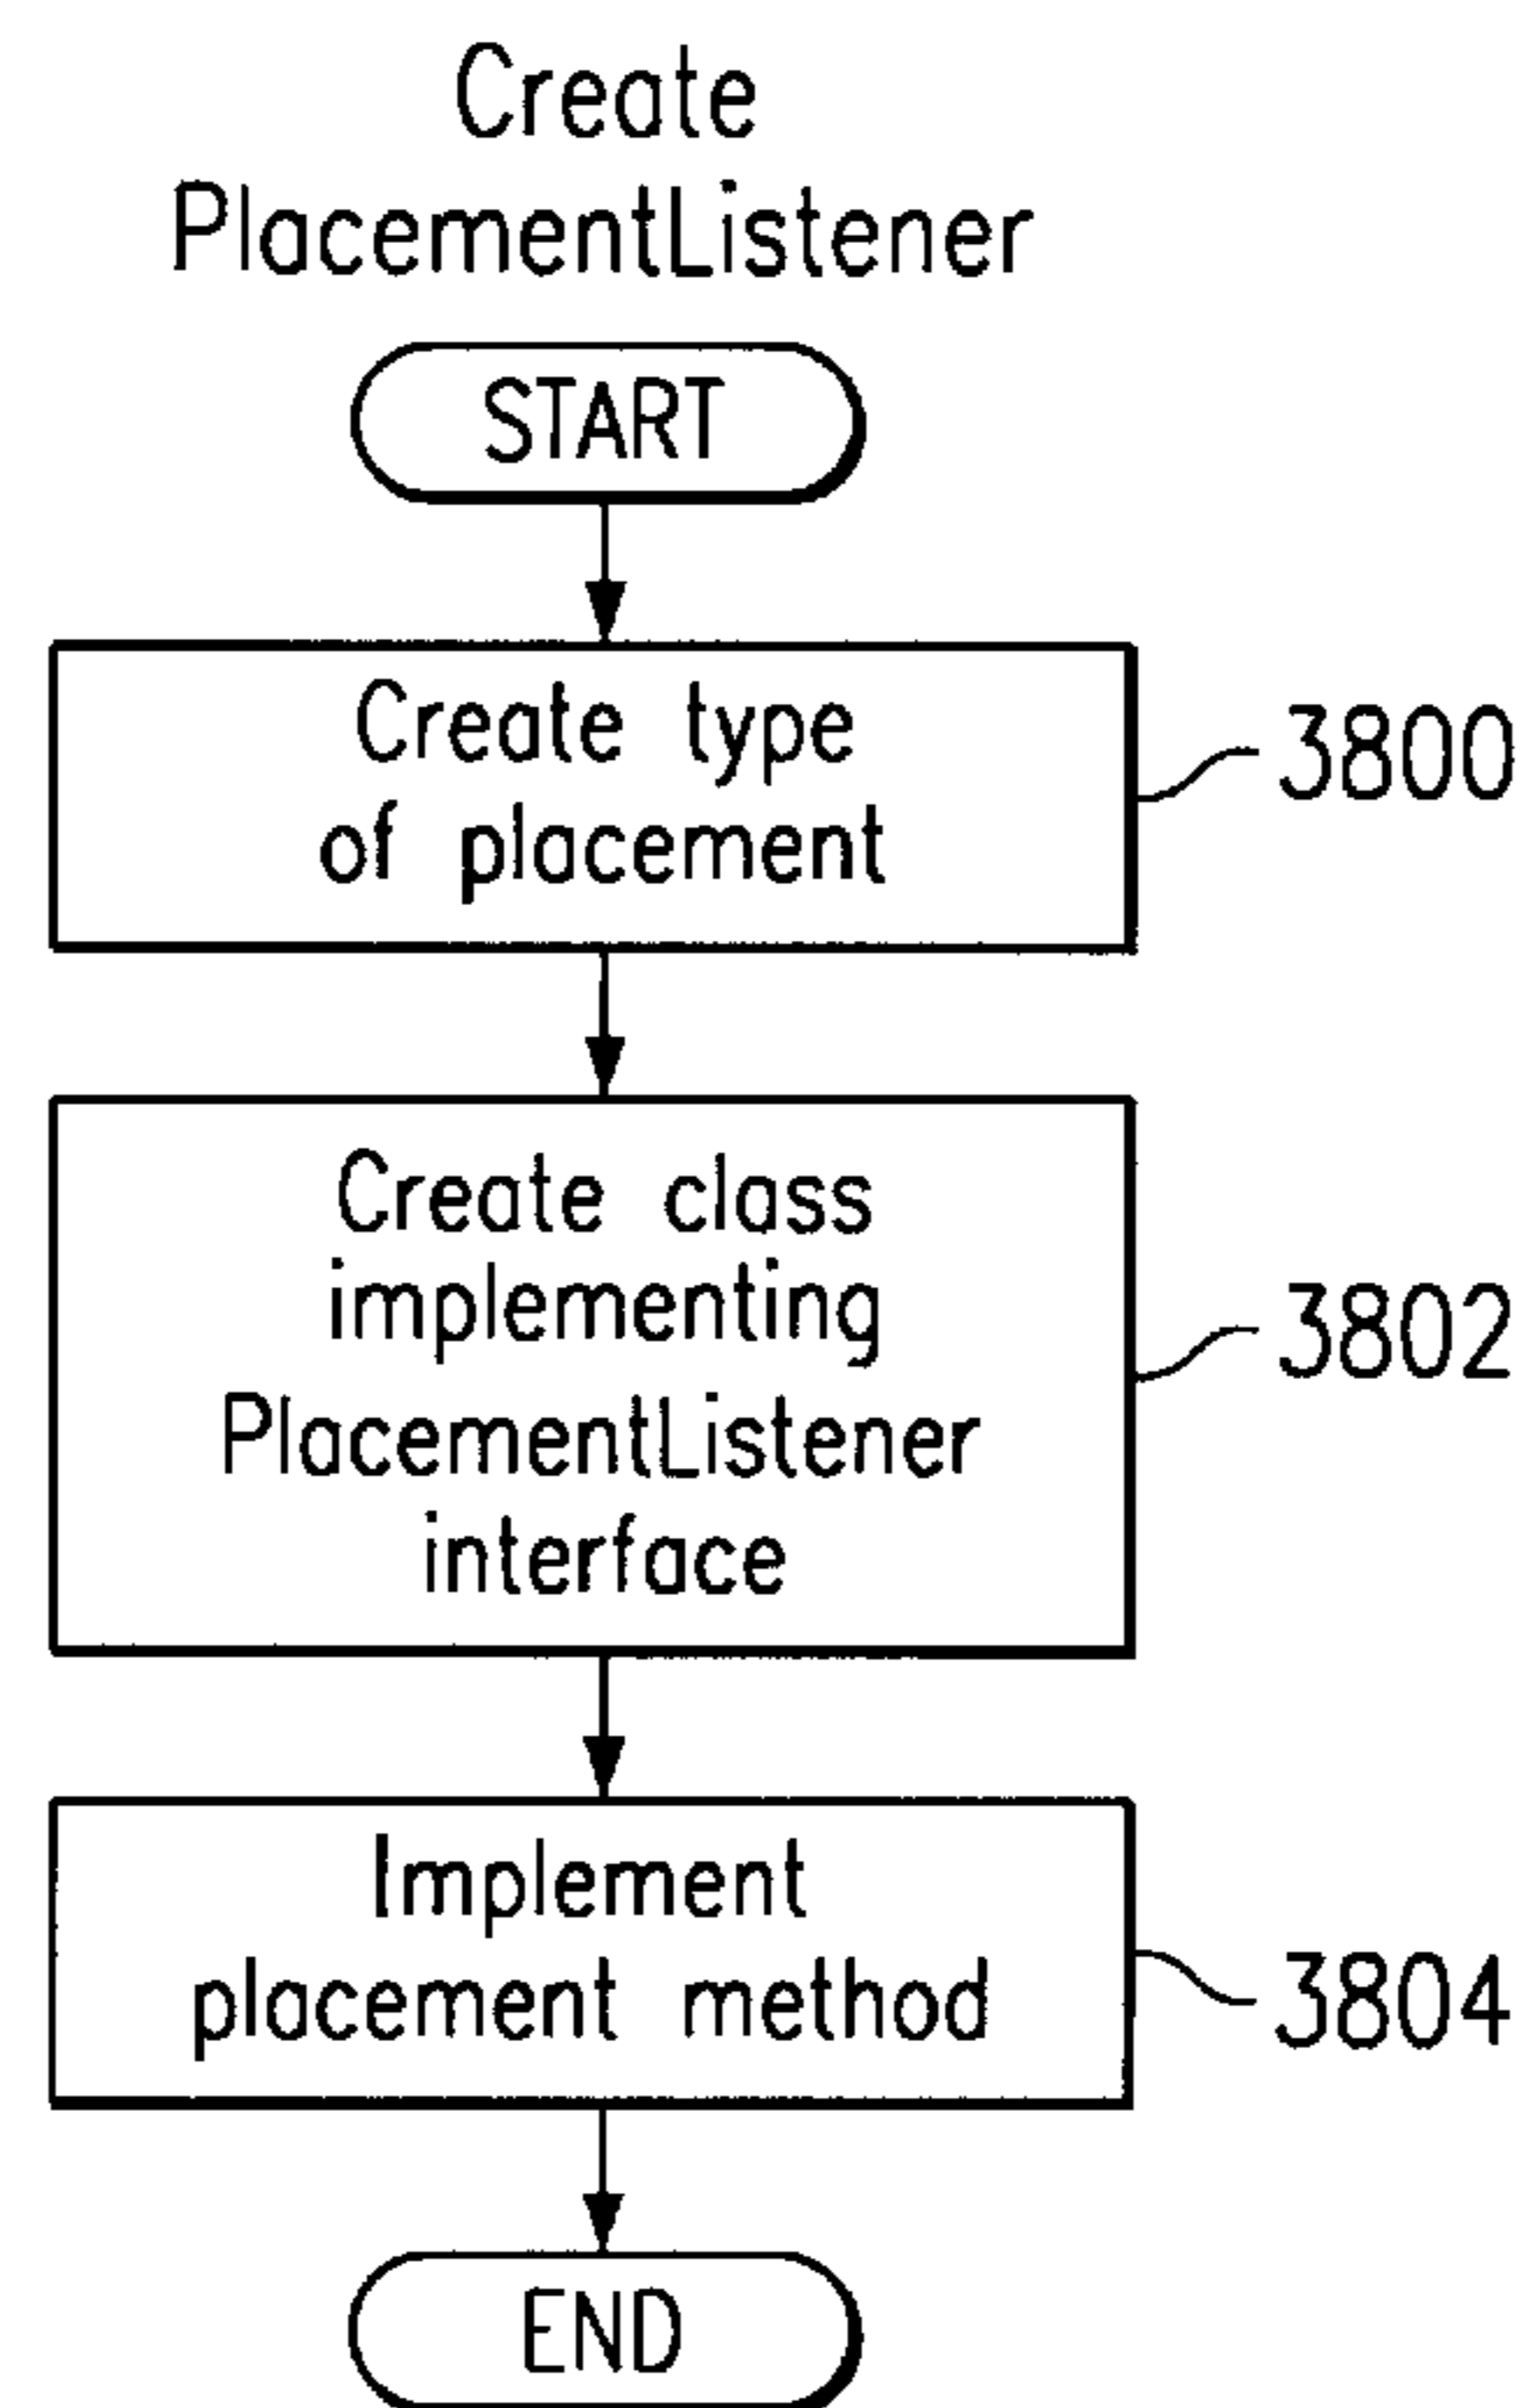 Create
PlacementListener
START
Create type
of placement
3800
Create class
implementing
PlacementListener
interface
3802
Implement
placement method
3804
END